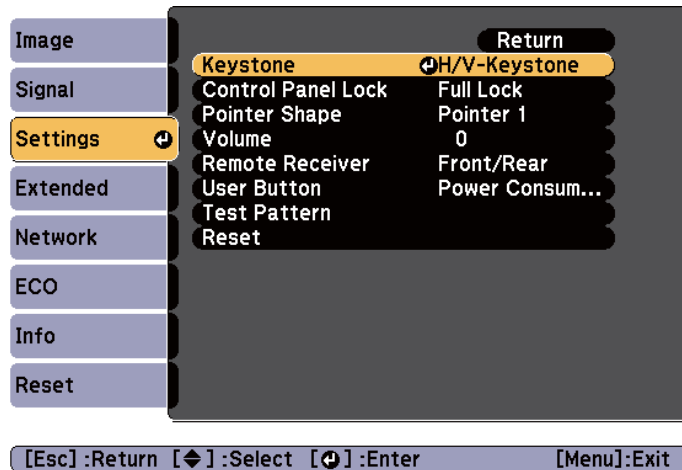 Image
Signal
Settings
Extended
Network
ECO
Info
Reset
Return
Keystone H/V-Keystone
Control Panel Lock Full Lock
Pointer Shape Pointer 1
Volume 0
Remote Receiver Front/Rear
User Button Power Consum...
Test Pattern
Reset
[Esc] :Return [◆] :Select [⏎] :Enter [Menu]:Exit